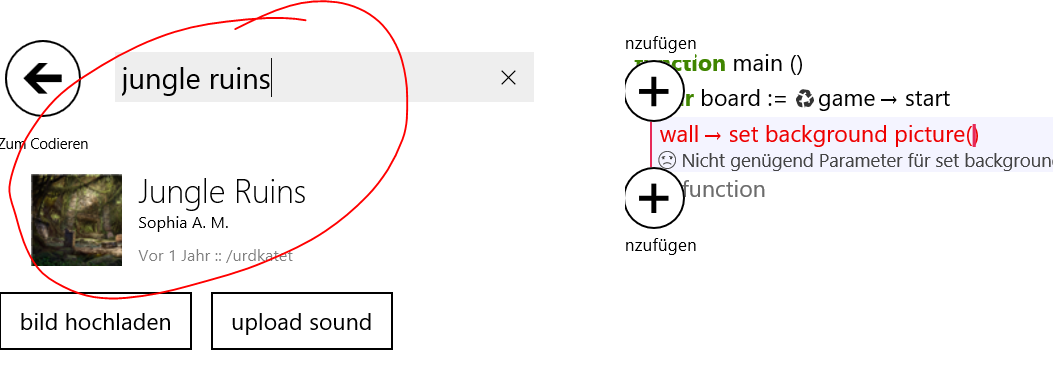 jungle ruins
Zum Codieren
Jungle Ruins
Sophia A. M.
Vor 1 Jahr :: /urdkatet
bild hochladen
upload sound
nzufügen
function main ()
board := game → start
wall → set background picture()
Nicht genügend Parameter für set backgroun
function
nzufügen